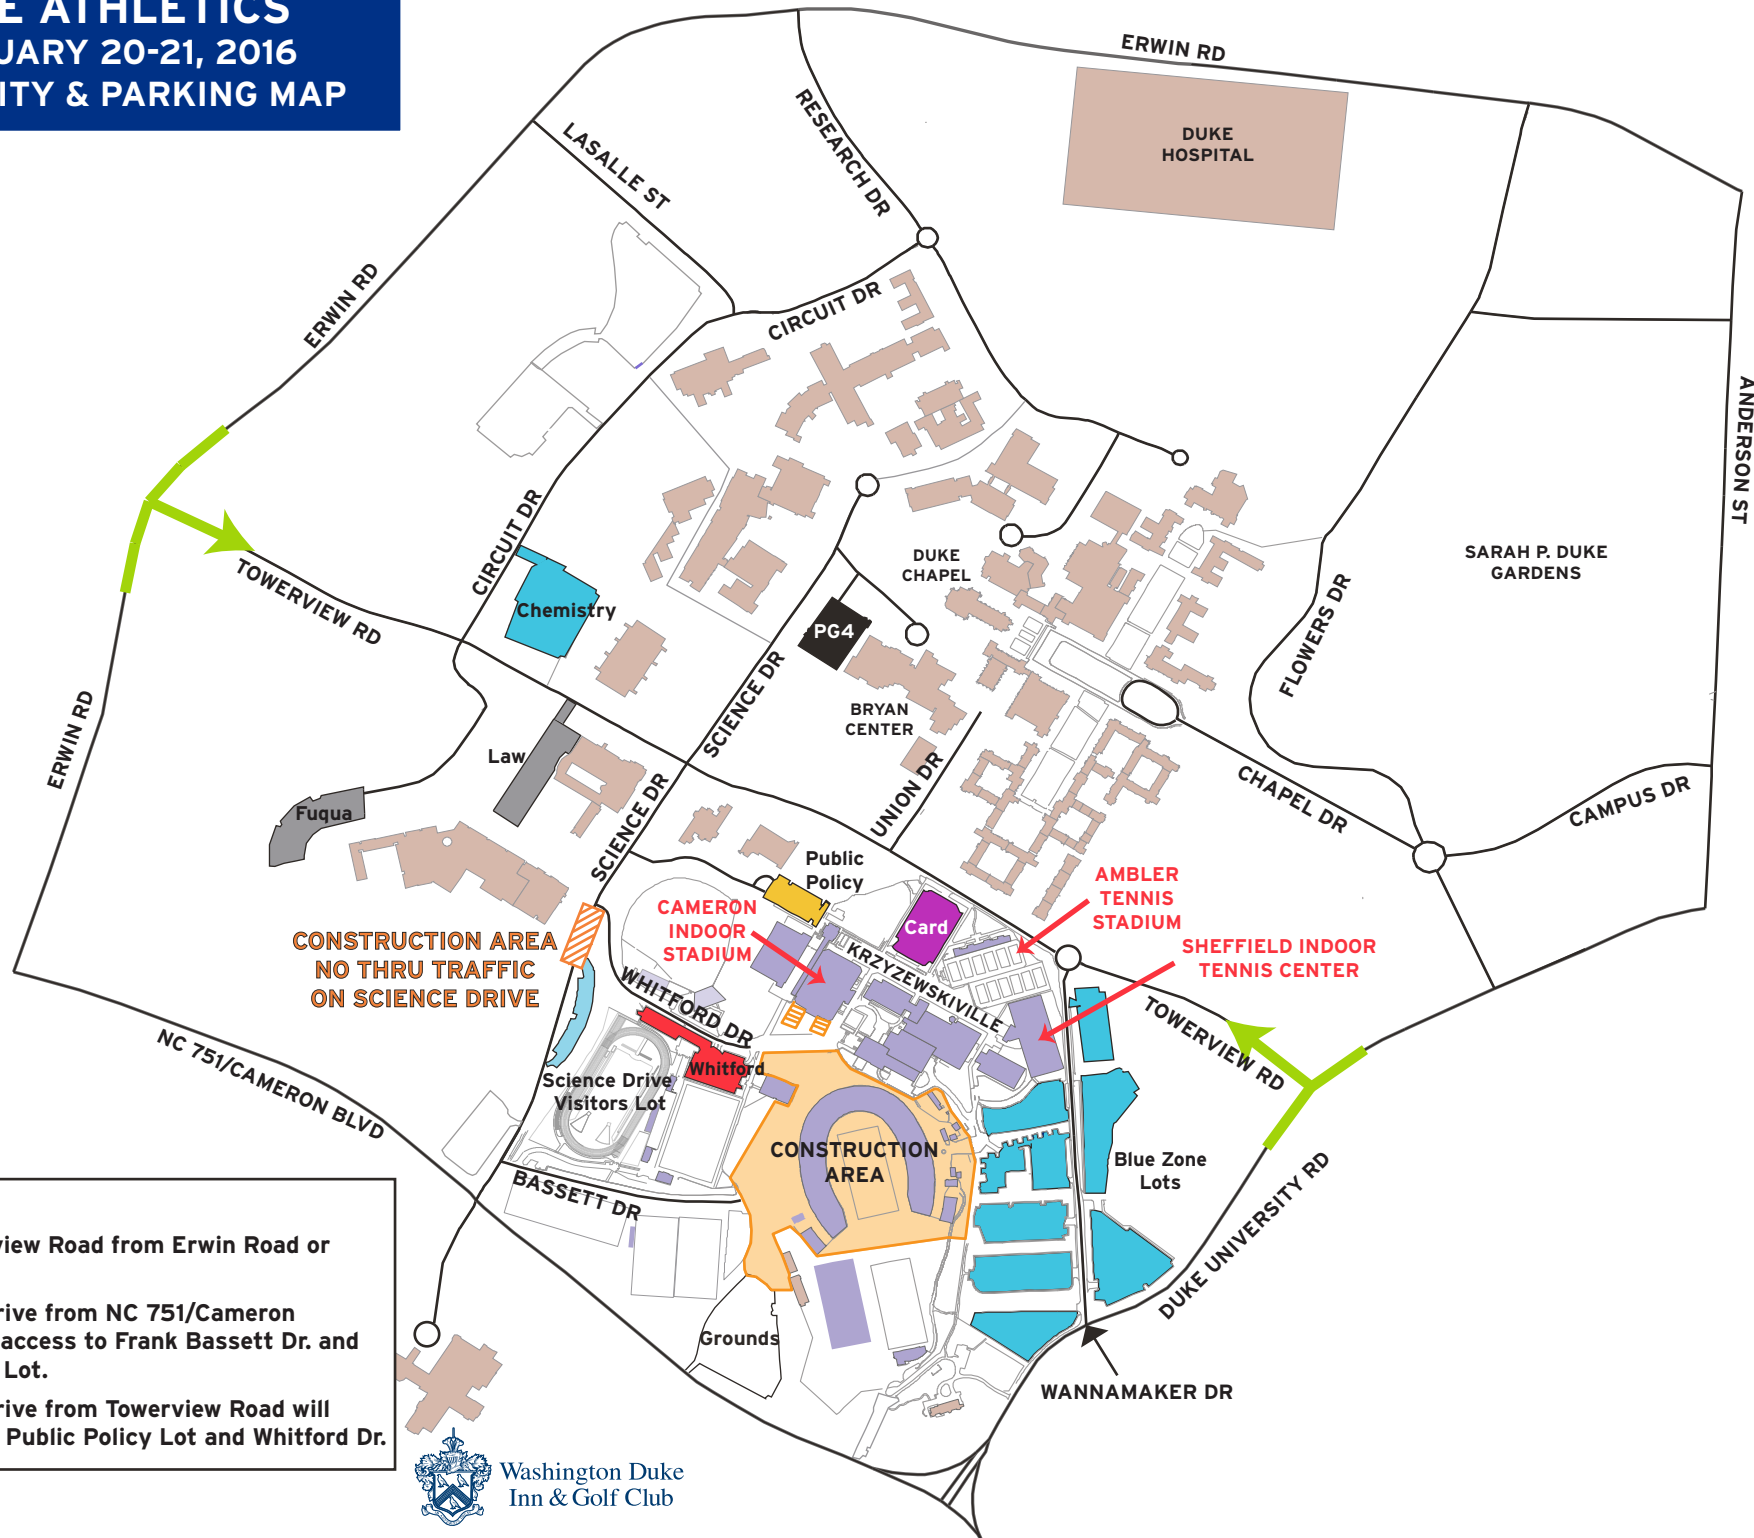 E ATHLETICS
UARY 20-21, 2016
ITY & PARKING MAP
ERWIN RD
DUKE
HOSPITAL
RESEARCH DR
LASALLE ST
ERWIN RD
CIRCUIT DR
ANDERSON ST
CIRCUIT DR
TOWERVIEW RD
Chemistry
DUKE
CHAPEL
SARAH P. DUKE
GARDENS
FLOWERS DR
PG4
SCIENCE DR
BRYAN
CENTER
ERWIN RD
Law
UNION DR
CHAPEL DR
CAMPUS DR
Fuqua
SCIENCE DR
Public
Policy
AMBLER
TENNIS
STADIUM
CAMERON
INDOOR
STADIUM
Card
KRZYZEWSKIVILLE
SHEFFIELD INDOOR
TENNIS CENTER
CONSTRUCTION AREA
NO THRU TRAFFIC
ON SCIENCE DRIVE
WHITFORD DR
TOWERVIEW RD
NC 751/CAMERON BLVD
Whitford
Science Drive
Visitors Lot
CONSTRUCTION
AREA
Blue Zone
Lots
BASSETT DR
DUKE UNIVERSITY RD
Grounds
WANNAMAKER DR
view Road from Erwin Road or
rive from NC 751/Cameron
access to Frank Bassett Dr. and
Lot.
rive from Towerview Road will
Public Policy Lot and Whitford Dr.
Washington Duke
Inn & Golf Club